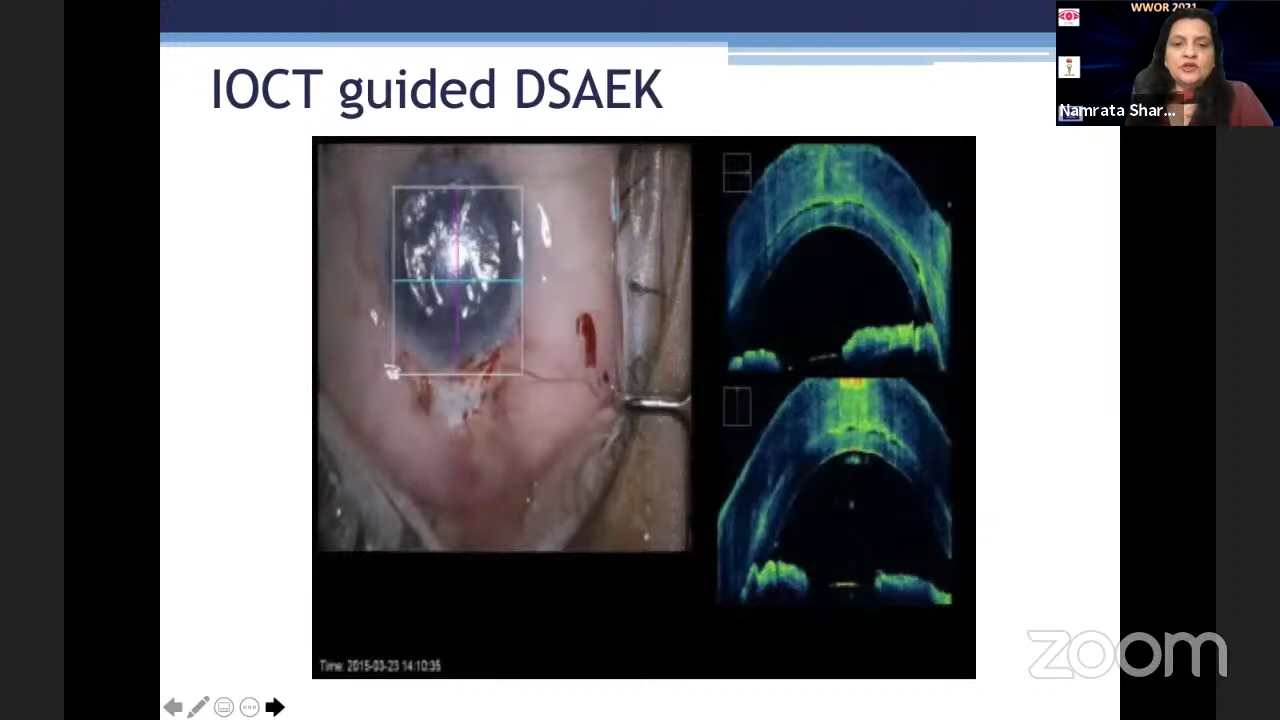 WWOR 2021
IOCT guided DSAEK
Namrata Shar...
Time: 2015-03-23 14:10:35
zoom